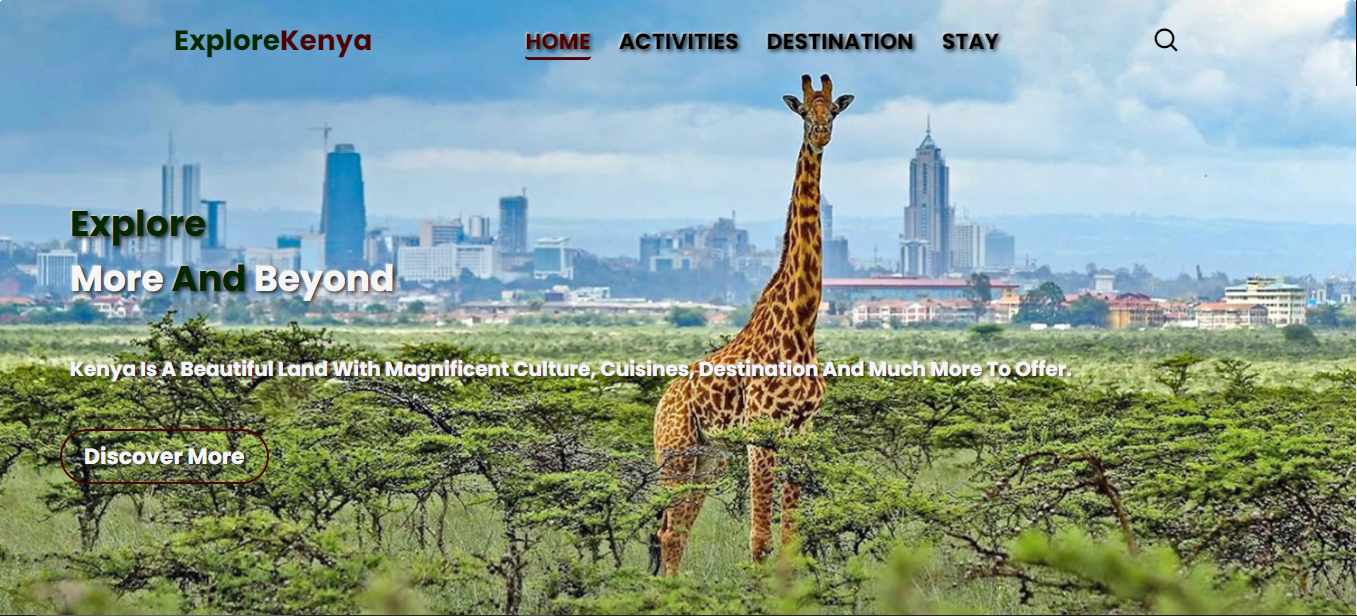 ExploreKenya
HOME ACTIVITIES DESTINATION STAY
Explore
More And Beyond
Kenya Is A Beautiful Land With Magnificent Culture, Cuisines, Destination And Much More To Offer.
Discover More